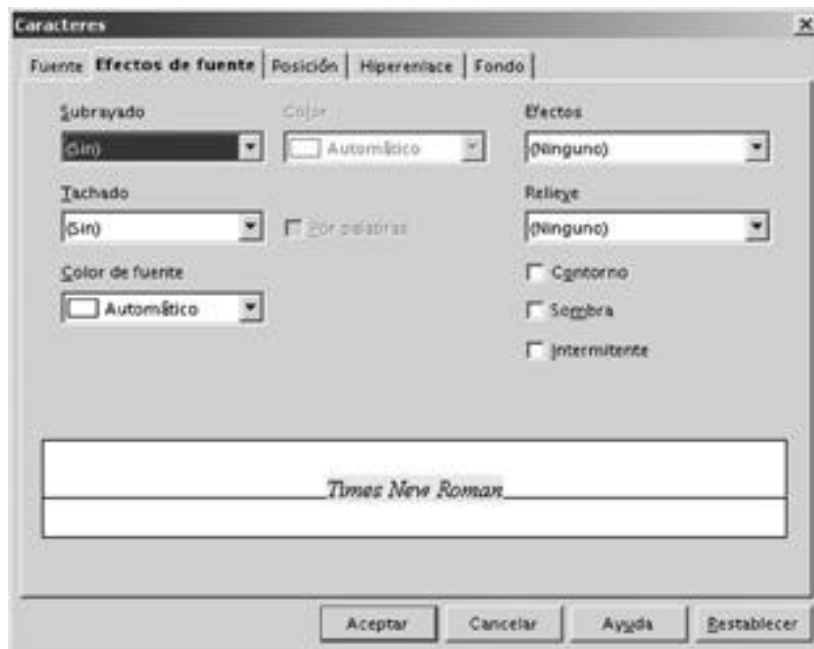 Caracteres
Fuente Efectos de fuente Posición Hiperenlace Fondo
Subrayado Color Efectos
(Sin) Automático (Ninguno)
Tachado Relieve
(Sin) Por palabras (Ninguno)
Color de fuente Contorno
Automático Sombra
Intermitente
Times New Roman
Aceptar Cancelar Ayuda Restablecer